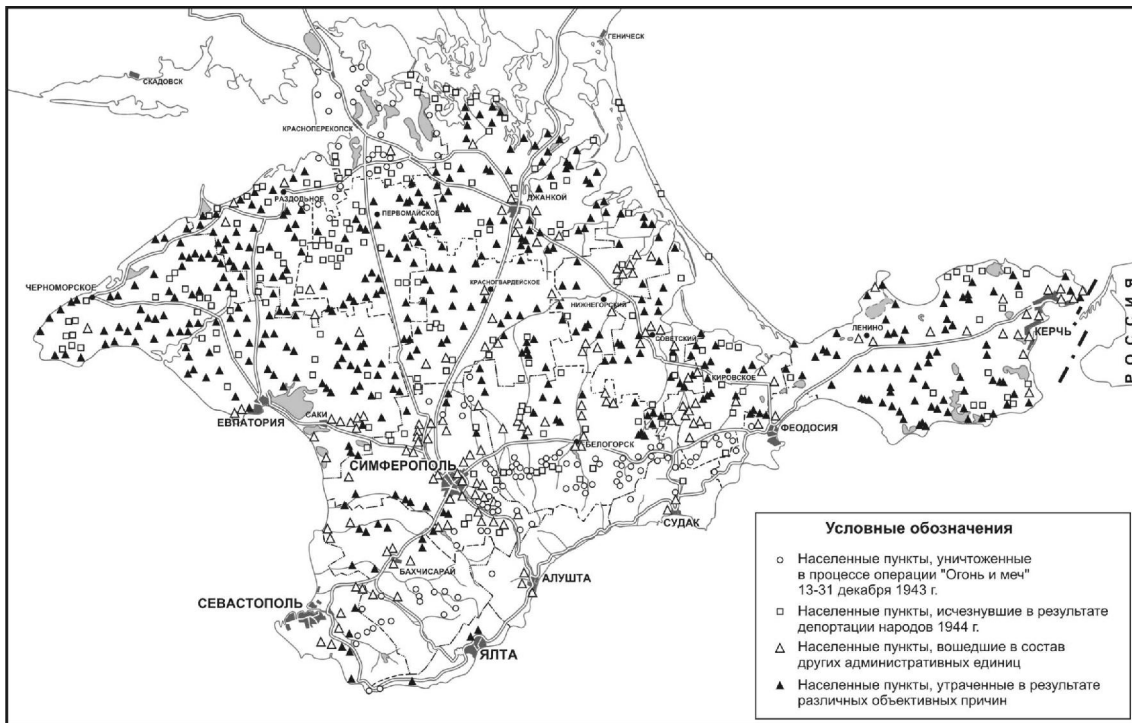 ГЕНИЧЕСК
СКАДОВСК
КРАСНОПЕРЕКОПСК
ДЖАНКОЙ
РАЗДОЛЬНОЕ
ПЕРВОМАЙСКОЕ
ЧЕРНОМОРСКОЕ
КРАСНОГВАРДЕЙСКОЕ
НИЖНЕГОРСКИЙ
СОВЕТСКИЙ
ЛЕНИНО
КЕРЧЬ
РОССИЯ
КИРОВСКОЕ
ЕВПАТОРИЯ
САКИ
ФЕОДОСИЯ
БЕЛОГОРСК
СИМФЕРОПОЛЬ
СУДАК
БАХЧИСАРАЙ
АЛУШТА
СЕВАСТОПОЛЬ
ЯЛТА
Условные обозначения
Населенные пункты, уничтоженные
в процессе операции "Огонь и меч"
13-31 декабря 1943 г.
Населенные пункты, исчезнувшие в результате
депортации народов 1944 г.
Населенные пункты, вошедшие в состав
других административных единиц
Населенные пункты, утраченные в результате
различных объективных причин